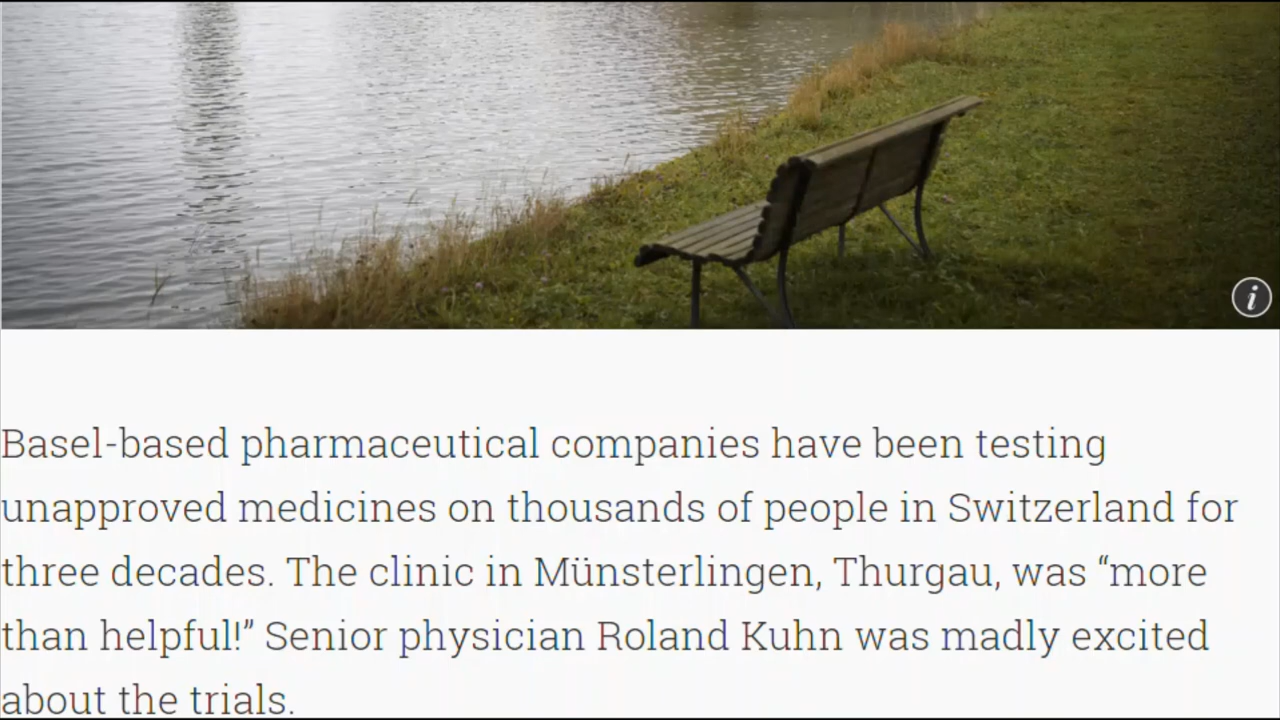 i
Basel-based pharmaceutical companies have been testing
unapproved medicines on thousands of people in Switzerland for
three decades. The clinic in Münsterlingen, Thurgau, was “more
than helpful!” Senior physician Roland Kuhn was madly excited
about the trials.